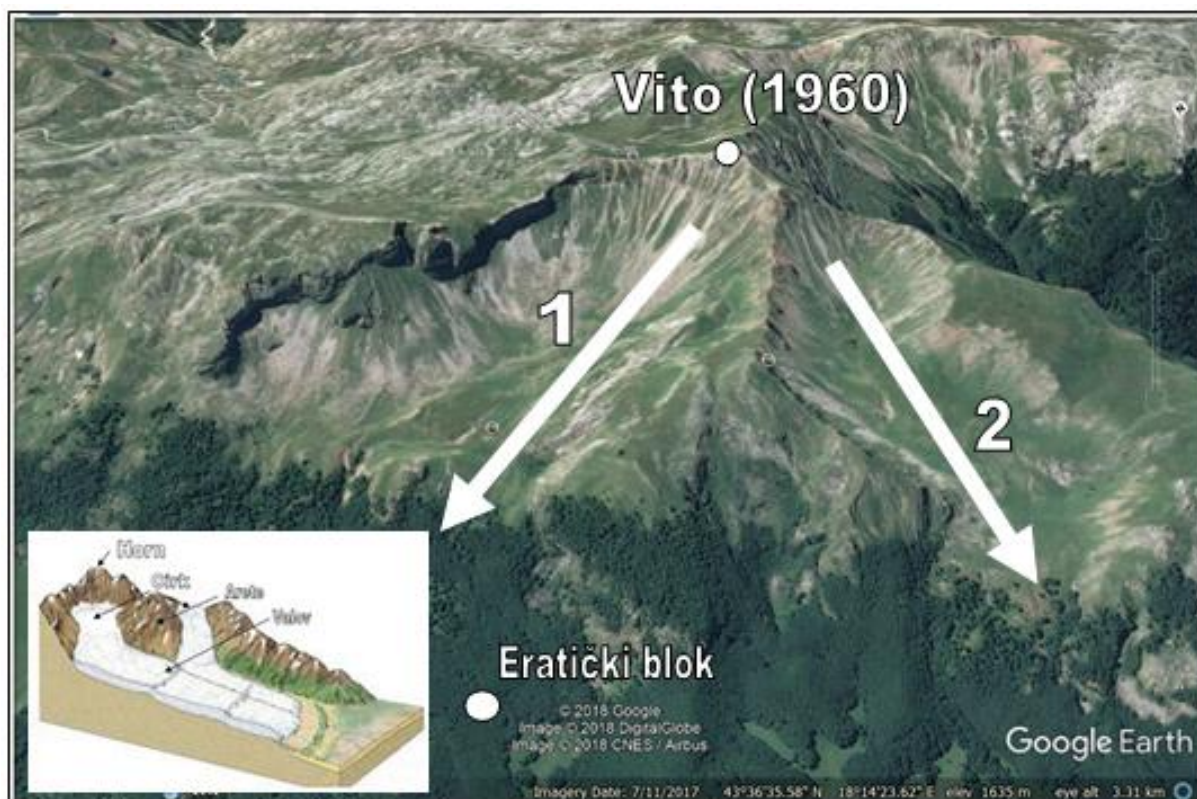 Vito (1960)
1
2
Horn
Cirk
Arete
Valov
Eratički blok
© 2018 Google
Image © 2018 DigitalGlobe
Image © 2018 CNES / Airbus
Google Earth
Imagery Date: 7/11/2017 43°36'35.58" N 18°14'23.62" E elev 1635 m eye alt 3.31 km